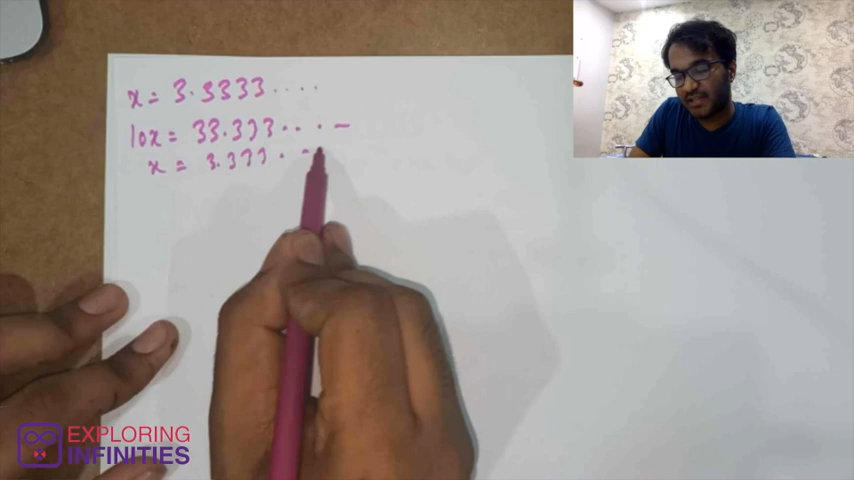 x = 3.3333....
10x = 33.333.... –
x = 3.333...
EXPLORING
INFINITIES